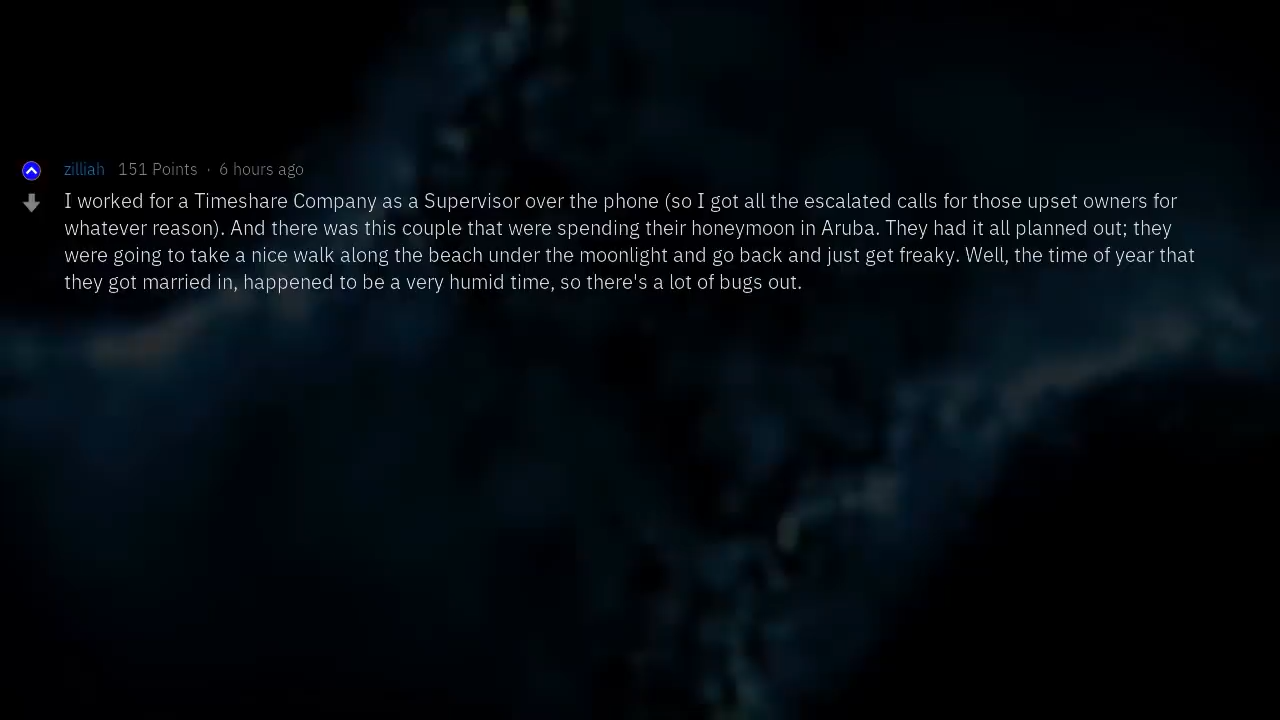 zilliah 151 Points · 6 hours ago
I worked for a Timeshare Company as a Supervisor over the phone (so I got all the escalated calls for those upset owners for
whatever reason). And there was this couple that were spending their honeymoon in Aruba. They had it all planned out; they
were going to take a nice walk along the beach under the moonlight and go back and just get freaky. Well, the time of year that
they got married in, happened to be a very humid time, so there's a lot of bugs out.